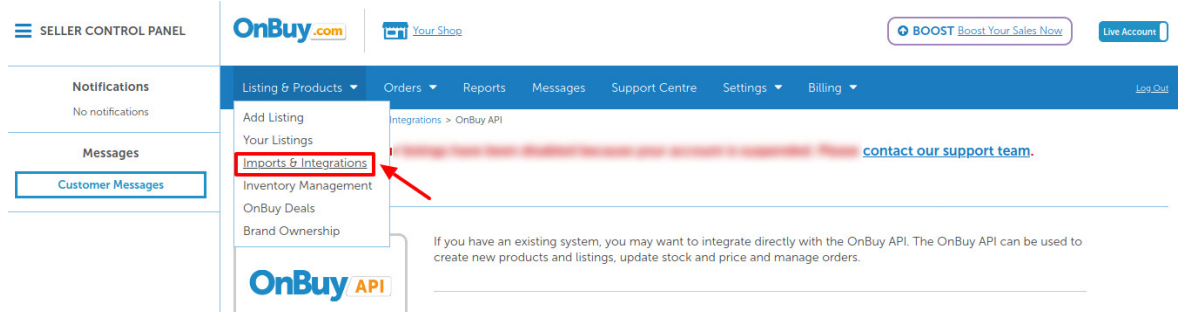 SELLER CONTROL PANEL
OnBuy.com
Your Shop
BOOST Boost Your Sales Now
Live Account
Notifications
No notifications
Messages
Customer Messages
Listing & Products Orders Reports Messages Support Centre Settings Billing Log Out
Add Listing
Your Listings
Imports & Integrations
Inventory Management
OnBuy Deals
Brand Ownership
Integrations > OnBuy API
contact our support team.
OnBuy API
If you have an existing system, you may want to integrate directly with the OnBuy API. The OnBuy API can be used to
create new products and listings, update stock and price and manage orders.